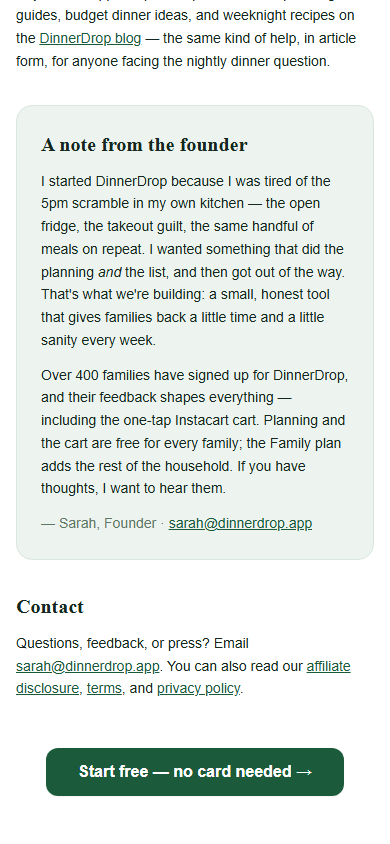 guides, budget dinner ideas, and weeknight recipes on
the DinnerDrop blog — the same kind of help, in article
form, for anyone facing the nightly dinner question.
A note from the founder
I started DinnerDrop because I was tired of the
5pm scramble in my own kitchen — the open
fridge, the takeout guilt, the same handful of
meals on repeat. I wanted something that did the
planning and the list, and then got out of the way.
That's what we're building: a small, honest tool
that gives families back a little time and a little
sanity every week.
Over 400 families have signed up for DinnerDrop,
and their feedback shapes everything —
including the one-tap Instacart cart. Planning and
the cart are free for every family; the Family plan
adds the rest of the household. If you have
thoughts, I want to hear them.
— Sarah, Founder · sarah@dinnerdrop.app
Contact
Questions, feedback, or press? Email
sarah@dinnerdrop.app. You can also read our affiliate
disclosure, terms, and privacy policy.
Start free — no card needed →